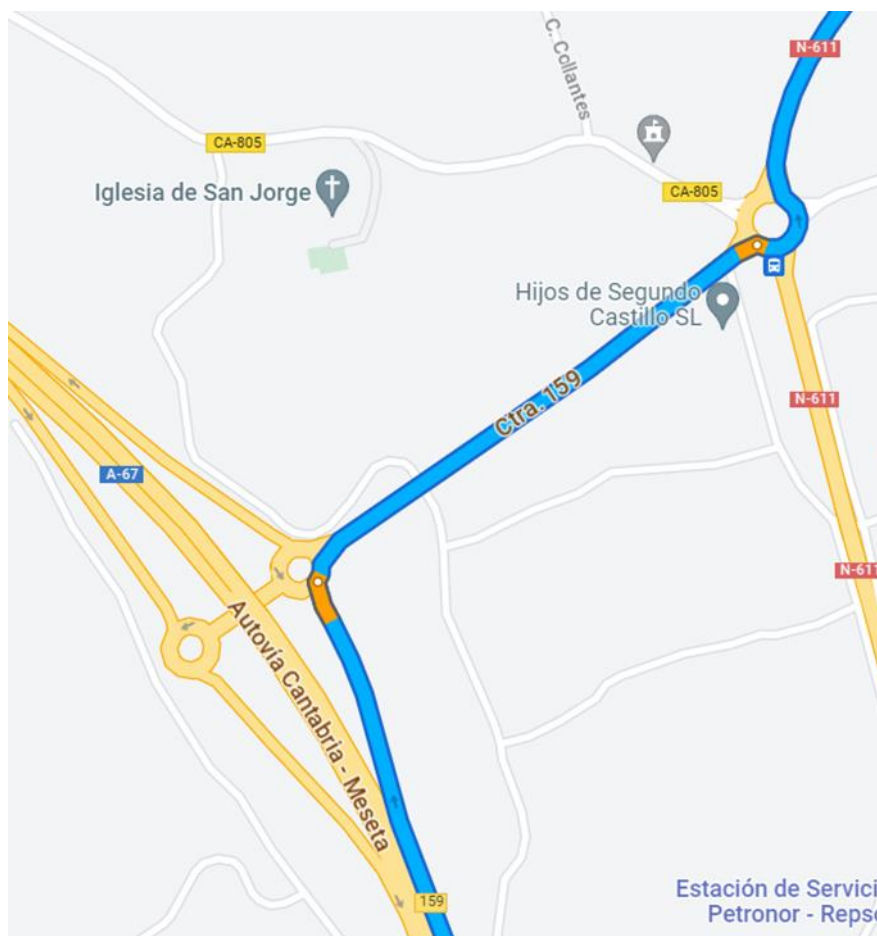 N-611
C. Collantes
CA-805
Iglesia de San Jorge
CA-805
Hijos de Segundo
Castillo SL
Ctra. 159
N-611
A-67
N-611
Autovía Cantabria - Meseta
159
Estación de Servici
Petronor - Reps